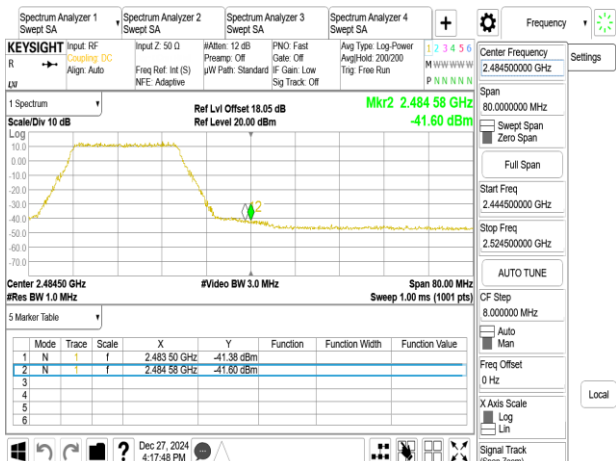 Spectrum Analyzer 1
Swept SA
Spectrum Analyzer 2
Swept SA
Spectrum Analyzer 3
Swept SA
Spectrum Analyzer 4
Swept SA
+
Frequency
Settings
KEYSIGHT
R
LXI
Input: RF
Coupling: DC
Align: Auto
Input Z: 50 Ω
Freq Ref: Int (S)
NFE: Adaptive
#Atten: 12 dB
Preamp: Off
µW Path: Standard
PNO: Fast
Gate: Off
IF Gain: Low
Sig Track: Off
Avg Type: Log-Power
Avg|Hold: 200/200
Trig: Free Run
1 2 3 4 5 6
M W W W W W
P N N N N N
1 Spectrum
Scale/Div 10 dB
Ref Lvl Offset 18.05 dB
Ref Level 20.00 dBm
Mkr2 2.484 58 GHz
-41.60 dBm
Log
10.0
0.00
-10.0
-20.0
-30.0
-40.0
-50.0
-60.0
-70.0
2
Center 2.48450 GHz
#Res BW 1.0 MHz
#Video BW 3.0 MHz
Span 80.00 MHz
Sweep 1.00 ms (1001 pts)
5 Marker Table
Mode Trace Scale X Y Function Function Width Function Value
1 N 1 f 2.483 50 GHz -41.38 dBm
2 N 1 f 2.484 58 GHz -41.60 dBm
3
4
5
6
Center Frequency
2.484500000 GHz
Span
80.0000000 MHz
Swept Span
Zero Span
Full Span
Start Freq
2.444500000 GHz
Stop Freq
2.524500000 GHz
AUTO TUNE
CF Step
8.000000 MHz
Auto
Man
Freq Offset
0 Hz
X Axis Scale
Log
Lin
Signal Track
(Span Zoom)
Local
?
Dec 27, 2024
4:17:48 PM